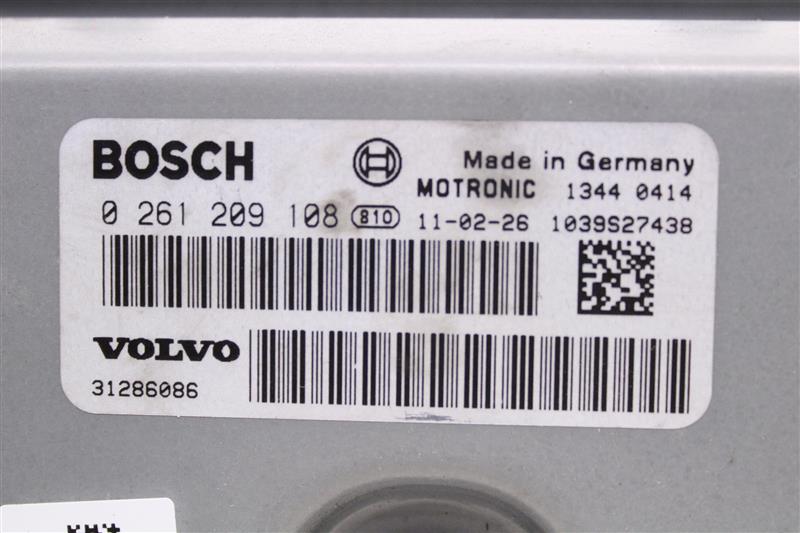 BOSCH Made in Germany
MOTRONIC 1344 0414
0 261 209 108 810 11-02-26 1039S27438
VOLVO
31286086